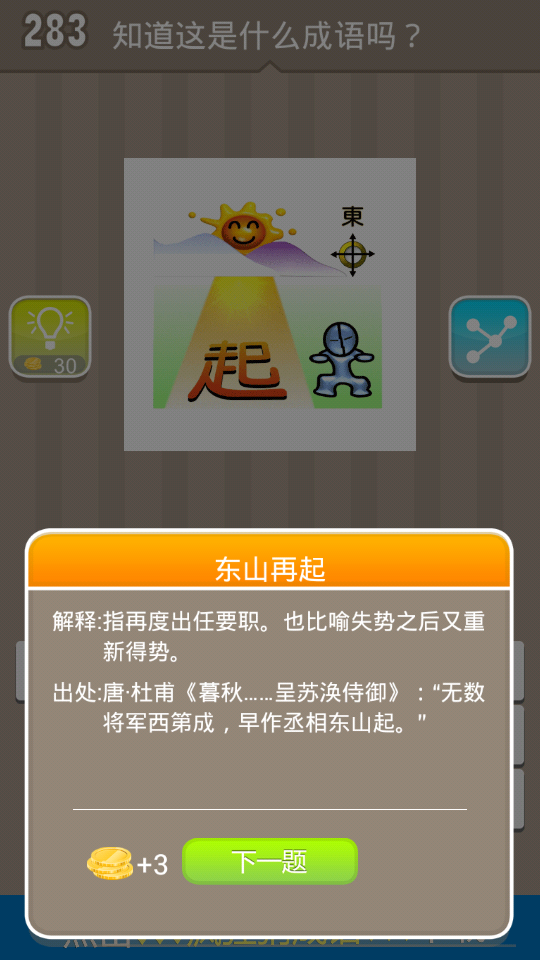 283 知道这是什么成语吗？
東
30
起
东山再起
解释:指再度出任要职。也比喻失势之后又重
新得势。
出处:唐·杜甫《暮秋……呈苏涣侍御》：“无数
将军西第成，早作丞相东山起。”
+3 下一题